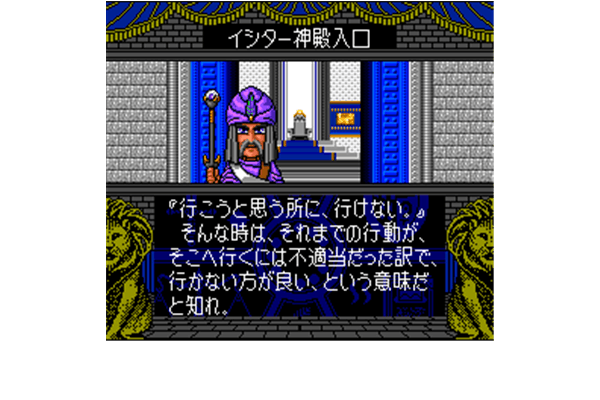 イシター神殿入口
『行こうと思う所に、行けない。』
そんな時は、それまでの行動が、
そこへ行くには不適当だった訳で、
行かない方が良い、という意味だ
と知れ。